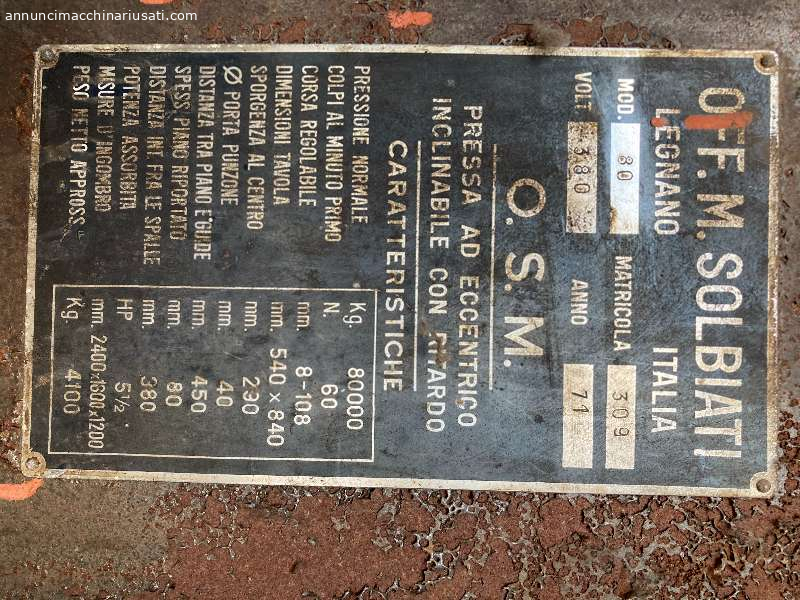 annuncimacchinariusati.com
OFF. M. SOLBIATI
LEGNANO ITALIA
MOD. 80 MATRICOLA 309
VOLT 380 ANNO 71
O. S. M.
PRESSA AD ECCENTRICO
INCLINABILE CON RITARDO
CARATTERISTICHE
PRESSIONE NORMALE Kg. 80000
COLPI AL MINUTO PRIMO N. 60
CORSA REGOLABILE mm. 8-108
DIMENSIONI TAVOLA mm. 540 x 840
SPORGENZA AL CENTRO mm. 290
Ø PORTA PUNZONE mm. 40
DISTANZA TRA PIANO E GUIDE mm. 450
SPESS. PIANO RIPORTATO mm. 80
DISTANZA INT. FRA LE SPALLE mm. 380
POTENZA ASSORBITA HP 5½
MISURE D'INGOMBRO mm. 2400x1300x1200
PESO NETTO APPROSS. Kg. 4100